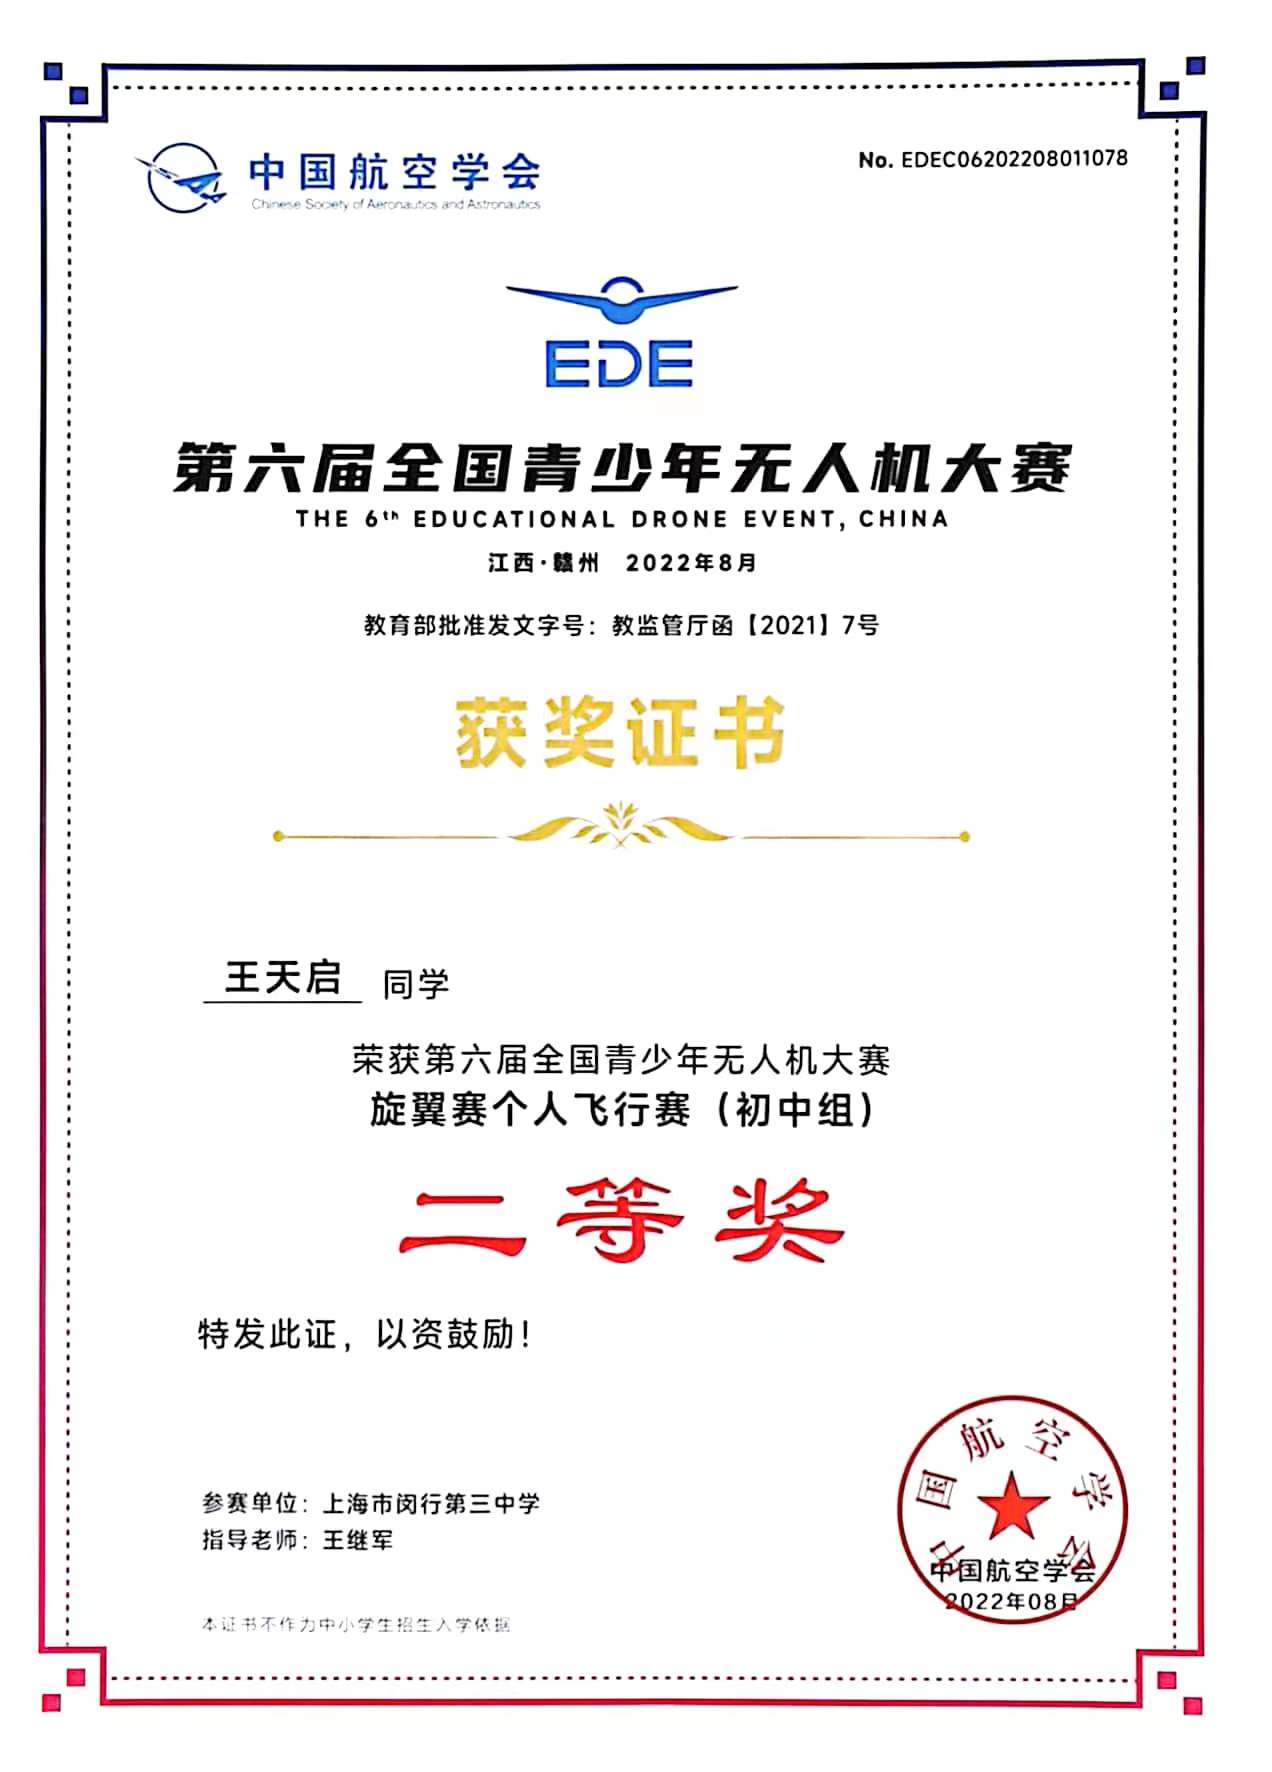 中国航空学会
Chinese Society of Aeronautics and Astronautics
No. EDEC06202208011078
EDE
第六届全国青少年无人机大赛
THE 6th EDUCATIONAL DRONE EVENT, CHINA
江西·赣州 2022年8月
教育部批准发文字号：教监管厅函【2021】7号
获奖证书
王天启 同学
荣获第六届全国青少年无人机大赛
旋翼赛个人飞行赛（初中组）
二等奖
特发此证，以资鼓励！
参赛单位：上海市闵行第三中学
指导老师：王继军
中国航空学会
中国航空学会
2022年08月
本证书不作为中小学生招生入学依据